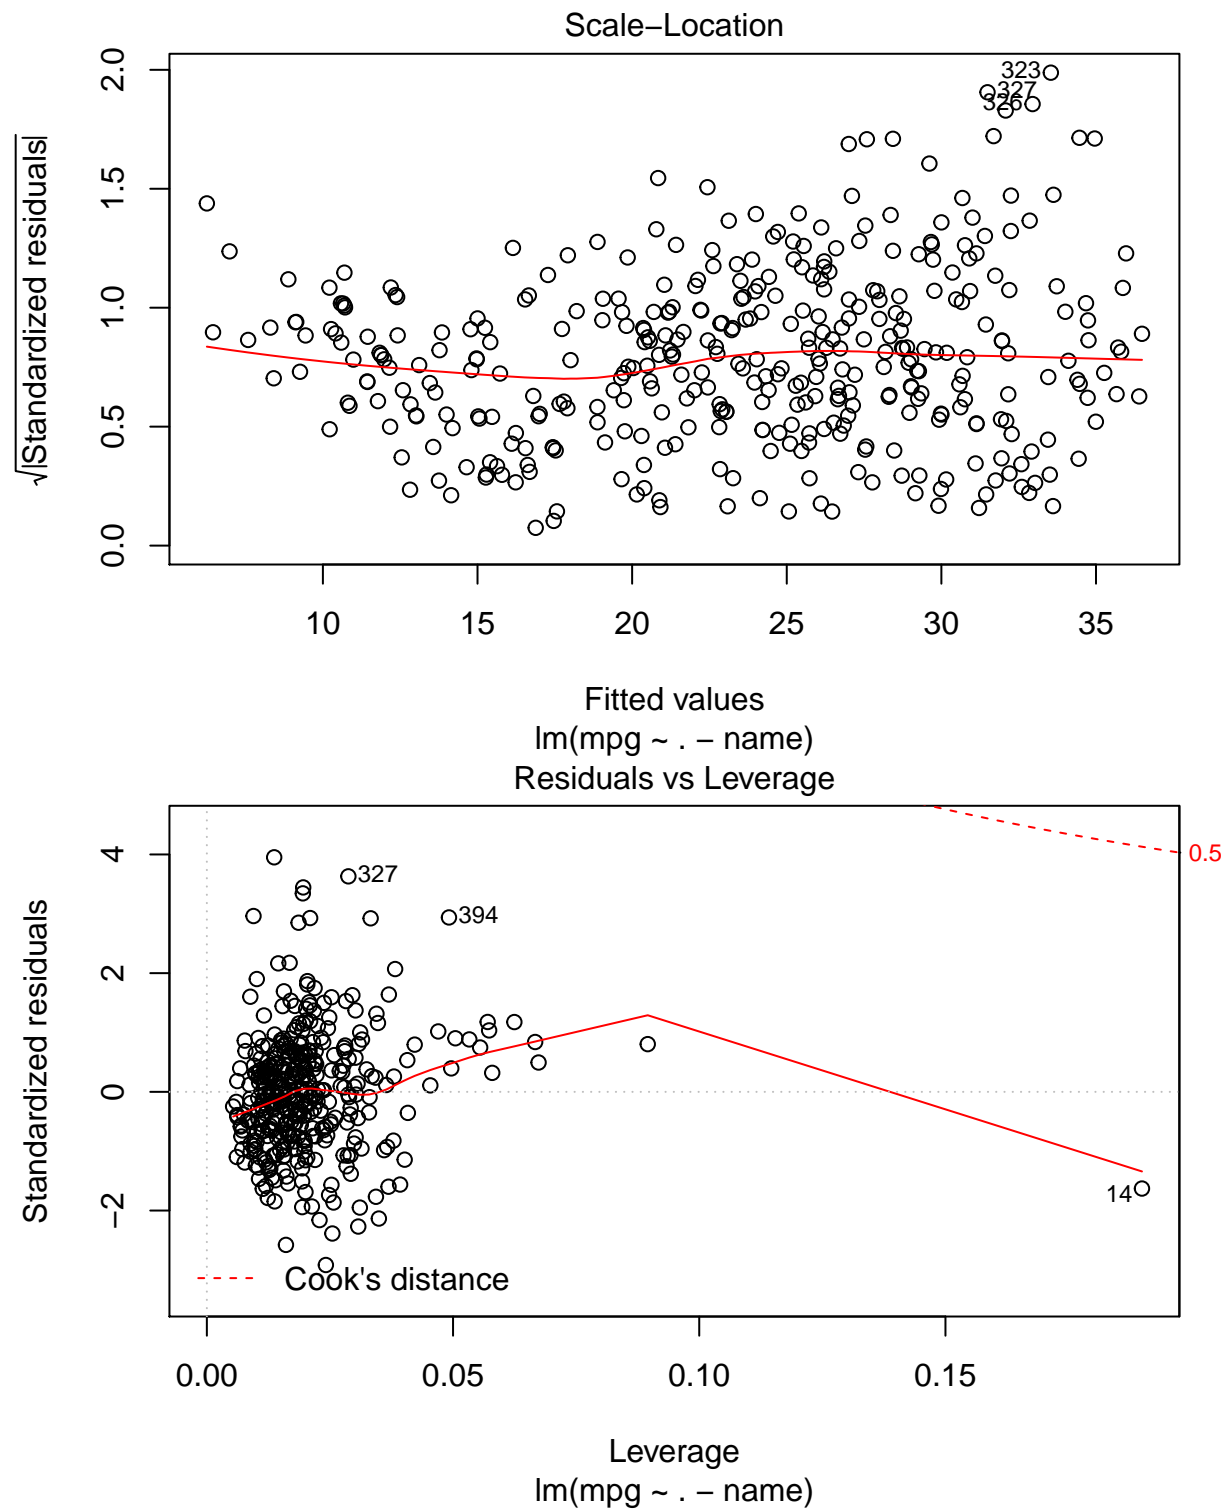 Scale−Location
√|Standardized residuals|
0.0 0.5 1.0 1.5 2.0
323
327
326
10 15 20 25 30 35
Fitted values
lm(mpg ~ . − name)
Residuals vs Leverage
Standardized residuals
−2 0 2 4
327
394
14
0.5
Cook's distance
0.00 0.05 0.10 0.15
Leverage
lm(mpg ~ . − name)